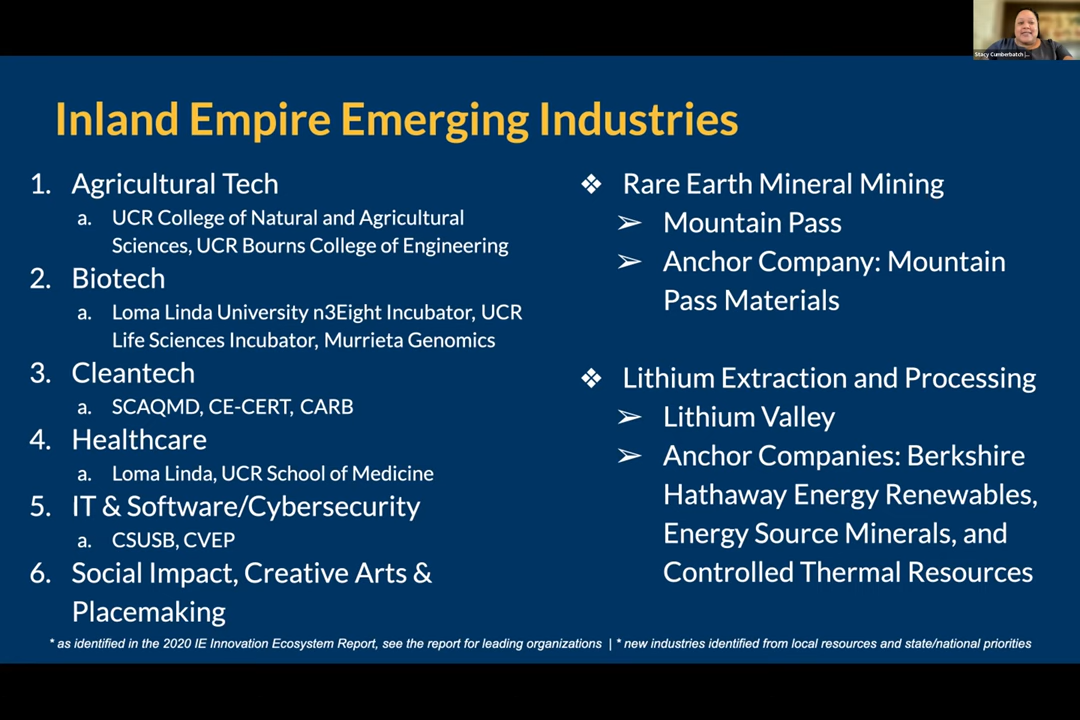 Stacy Cumberbatch
Inland Empire Emerging Industries
1. Agricultural Tech
a. UCR College of Natural and Agricultural
Sciences, UCR Bourns College of Engineering
2. Biotech
a. Loma Linda University n3Eight Incubator, UCR
Life Sciences Incubator, Murrieta Genomics
3. Cleantech
a. SCAQMD, CE-CERT, CARB
4. Healthcare
a. Loma Linda, UCR School of Medicine
5. IT & Software/Cybersecurity
a. CSUSB, CVEP
6. Social Impact, Creative Arts &
Placemaking
❖ Rare Earth Mineral Mining
➢ Mountain Pass
➢ Anchor Company: Mountain
Pass Materials
❖ Lithium Extraction and Processing
➢ Lithium Valley
➢ Anchor Companies: Berkshire
Hathaway Energy Renewables,
Energy Source Minerals, and
Controlled Thermal Resources
* as identified in the 2020 IE Innovation Ecosystem Report, see the report for leading organizations | * new industries identified from local resources and state/national priorities